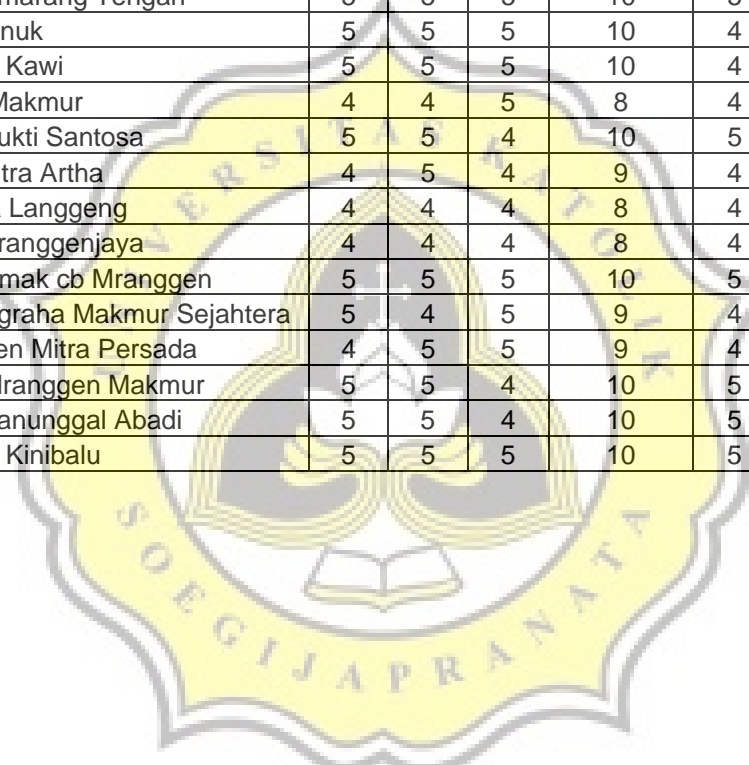 nuk 5 5 5 10 4
Kawi 5 5 5 10 4
Makmur 4 4 5 8 4
ukti Santosa 5 5 4 10 5
tra Artha 4 5 4 9 4
Langgeng 4 4 4 8 4
ranggenjaya 4 4 4 8 4
mak cb Mranggen 5 5 5 10 5
graha Makmur Sejahtera 5 4 5 9 4
en Mitra Persada 4 5 5 9 4
Mranggen Makmur 5 5 4 10 5
anunggal Abadi 5 5 4 10 5
Kinibalu 5 5 5 10 5
UNIVERSITAS KATOLIK
SOEGIJAPRANATA